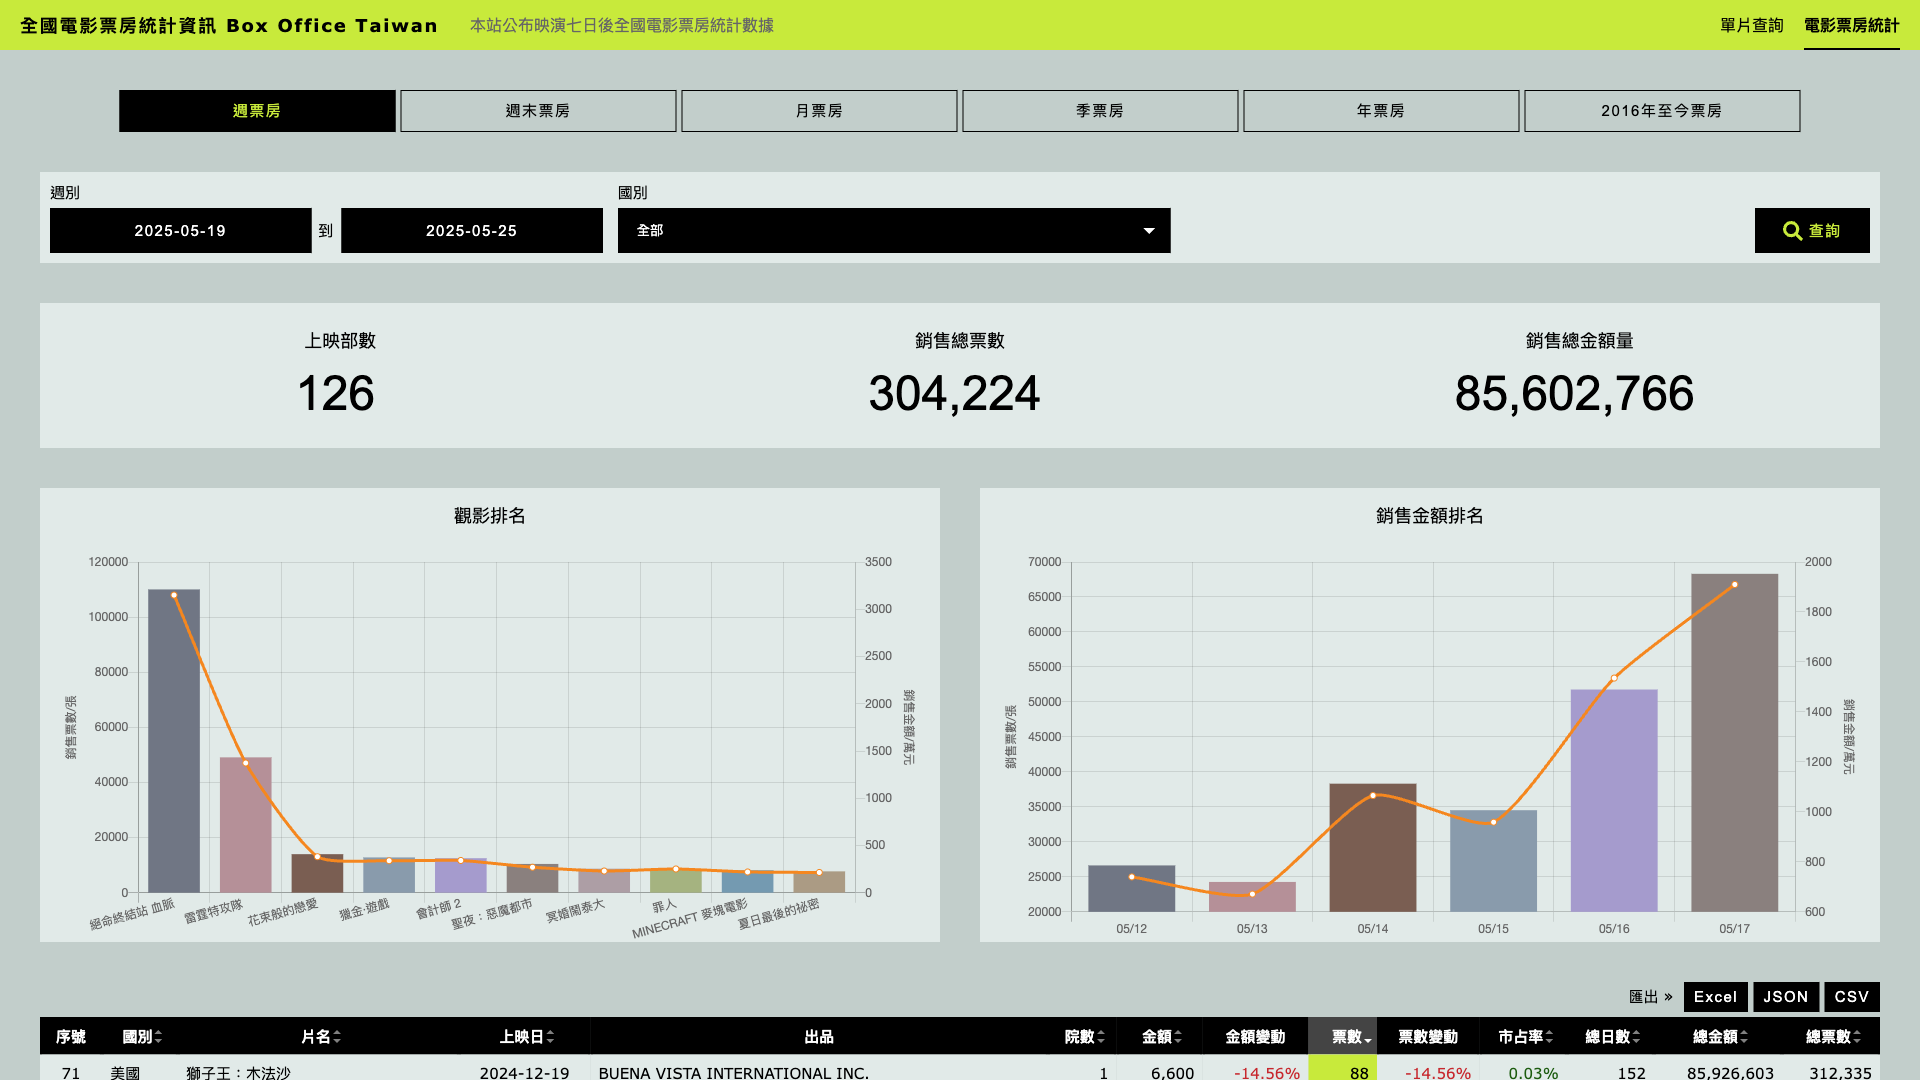 全國電影票房統計資訊 Box Office Taiwan
本站公布映演七日後全國電影票房統計數據
單片查詢
電影票房統計
週票房
週末票房
月票房
季票房
年票房
2016年至今票房
週別
國別
2025-05-19 到 2025-05-25
全部
查詢
上映部數
126
銷售總票數
304,224
銷售總金額量
85,602,766
觀影排名
120000
100000
80000
60000
40000
20000
0
銷售票數/張
3500
3000
2500
2000
1500
1000
500
0
銷售金額/萬元
絕命終結站 血脈
雷霆特攻隊
花束般的戀愛
獵金·遊戲
會計師 2
聖夜：惡魔都市
冥婚鬧泰大
罪人
MINECRAFT 麥塊電影
夏日最後的祕密
銷售金額排名
70000
65000
60000
55000
50000
45000
40000
35000
30000
25000
20000
銷售票數/張
2000
1800
1600
1400
1200
1000
800
600
銷售金額/萬元
05/12
05/13
05/14
05/15
05/16
05/17
匯出 » Excel JSON CSV
序號 國別 片名 上映日 出品 院數 金額 金額變動 票數 票數變動 市占率 總日數 總金額 總票數
71 美國 獅子王：木法沙 2024-12-19 BUENA VISTA INTERNATIONAL INC. 1 6,600 -14.56% 88 -14.56% 0.03% 152 85,926,603 312,335